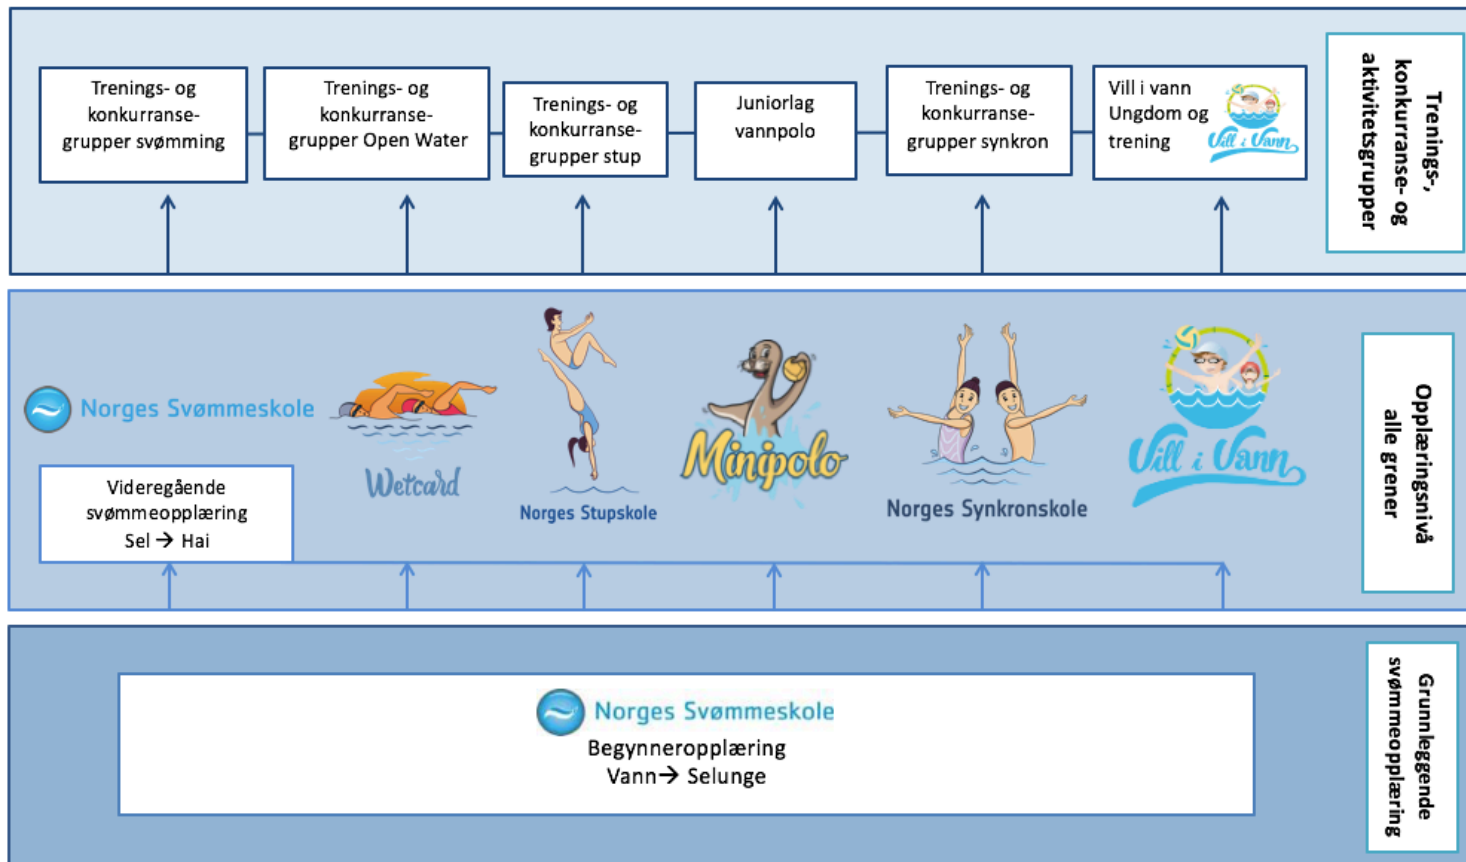 Trenings- og
konkurranse-
grupper svømming
Trenings- og
konkurranse-
grupper Open Water
Trenings- og
konkurranse-
grupper stup
Juniorlag
vannpolo
Trenings- og
konkurranse-
grupper synkron
Vill i vann
Ungdom og
trening
Vill i Vann
Trenings-,
konkurranse- og
aktivitetsgrupper
Norges Svømmeskole
Videregående
svømmeopplæring
Sel → Hai
Wetcard
Norges Stupskole
Minipolo
Norges Synkronskole
Vill i Vann
Opplæringsnivå
alle grener
Norges Svømmeskole
Begynneropplæring
Vann → Selunge
Grunnleggende
svømmeopplæring